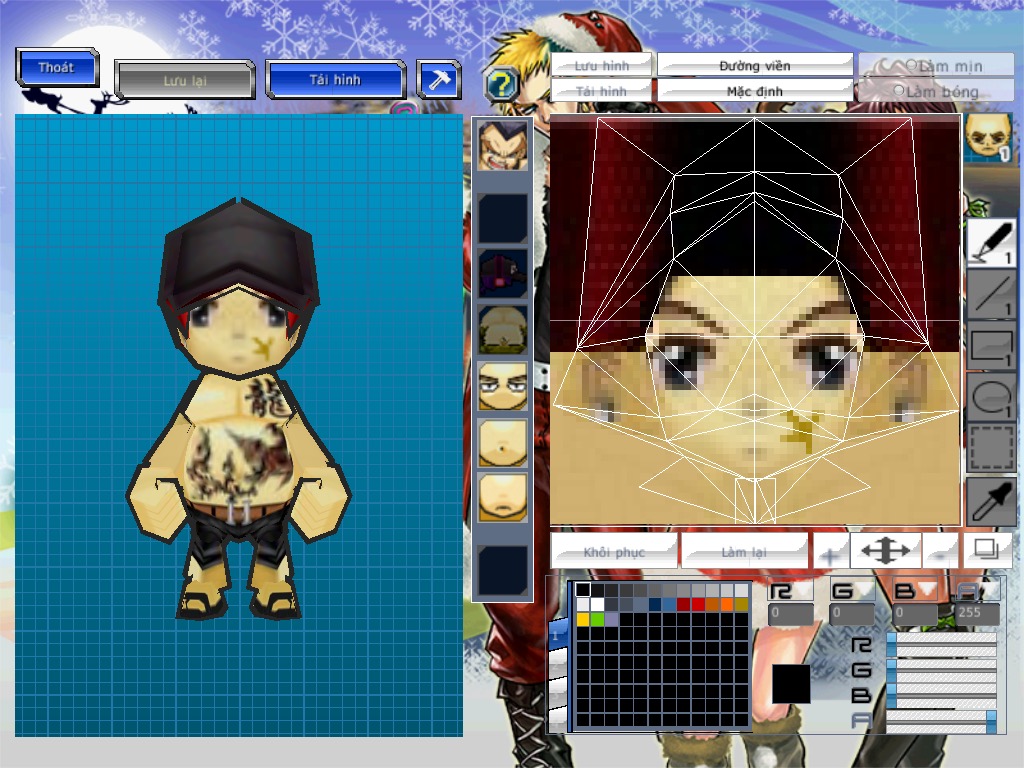 Thoát
Lưu lại
Tải hình
?
Lưu hình
Đường viền
Làm mịn
Tải hình
Mặc định
Làm bóng
1
1
1
1
1
龍
Khôi phục
Làm lại
R G B A
0 0 0 255
1
R
G
B
A